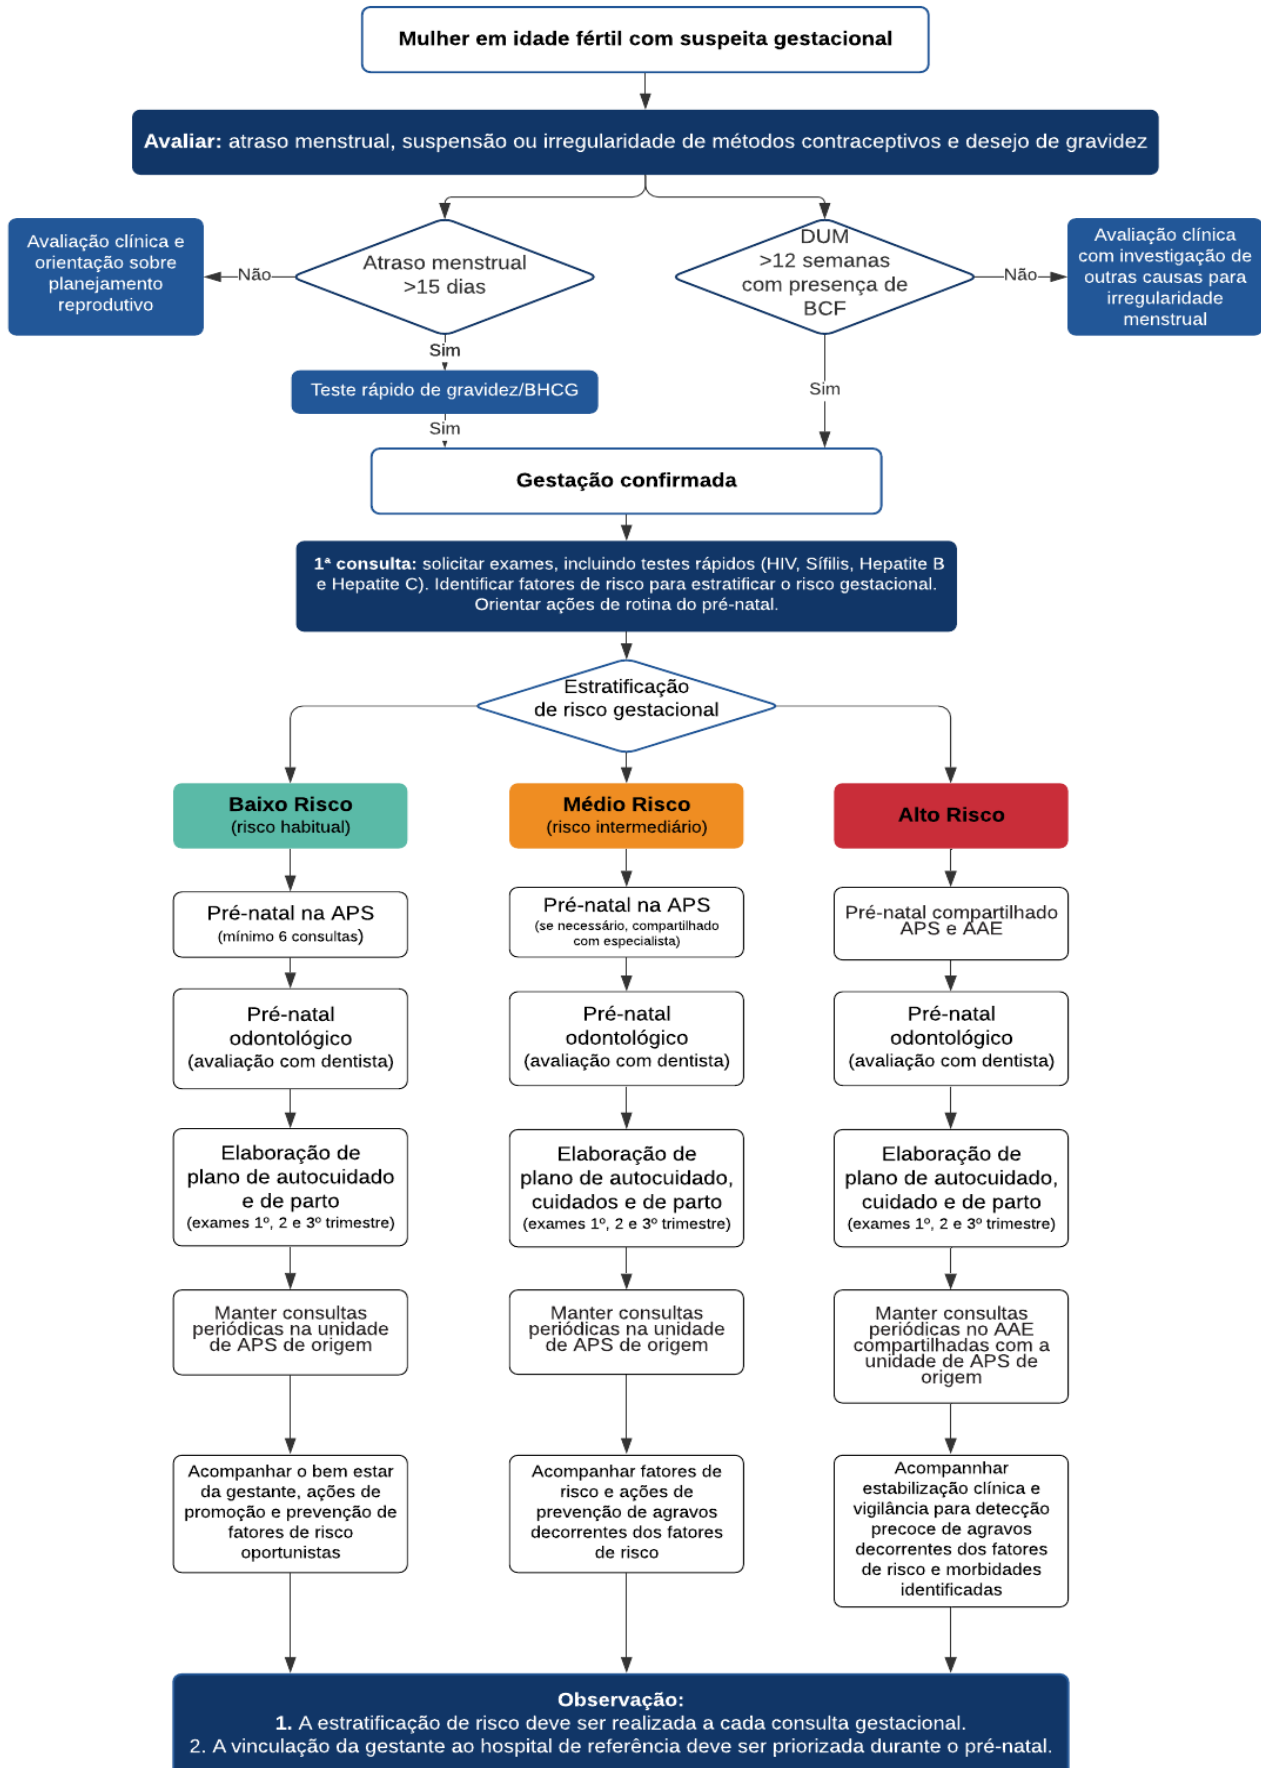 Mulher em idade fértil com suspeita gestacional
Avaliar: atraso menstrual, suspensão ou irregularidade de métodos contraceptivos e desejo de gravidez
Avaliação clínica e
orientação sobre
planejamento
reprodutivo
Não
Atraso menstrual
>15 dias
DUM
>12 semanas
com presença de
BCF
Não
Avaliação clínica
com investigação de
outras causas para
irregularidade
menstrual
Sim
Teste rápido de gravidez/BHCG
Sim
Sim
Gestação confirmada
1ª consulta: solicitar exames, incluindo testes rápidos (HIV, Sífilis, Hepatite B
e Hepatite C). Identificar fatores de risco para estratificar o risco gestacional.
Orientar ações de rotina do pré-natal.
Estratificação
de risco gestacional
Baixo Risco
(risco habitual)
Médio Risco
(risco intermediário)
Alto Risco
Pré-natal na APS
(mínimo 6 consultas)
Pré-natal na APS
(se necessário, compartilhado
com especialista)
Pré-natal compartilhado
APS e AAE
Pré-natal
odontológico
(avaliação com dentista)
Pré-natal
odontológico
(avaliação com dentista)
Pré-natal
odontológico
(avaliação com dentista)
Elaboração de
plano de autocuidado
e de parto
(exames 1º, 2 e 3º trimestre)
Elaboração de
plano de autocuidado,
cuidados e de parto
(exames 1º, 2 e 3º trimestre)
Elaboração de
plano de autocuidado,
cuidado e de parto
(exames 1º, 2 e 3º trimestre)
Manter consultas
periódicas na unidade
de APS de origem
Manter consultas
periódicas na unidade
de APS de origem
Manter consultas
periódicas no AAE
compartilhadas com a
unidade de APS de
origem
Acompanhar o bem estar
da gestante, ações de
promoção e prevenção de
fatores de risco
oportunistas
Acompanhar fatores de
risco e ações de
prevenção de agravos
decorrentes dos fatores
de risco
Acompannhar
estabilização clínica e
vigilância para detecção
precoce de agravos
decorrentes dos fatores
de risco e morbidades
identificadas
Observação:
1. A estratificação de risco deve ser realizada a cada consulta gestacional.
2. A vinculação da gestante ao hospital de referência deve ser priorizada durante o pré-natal.